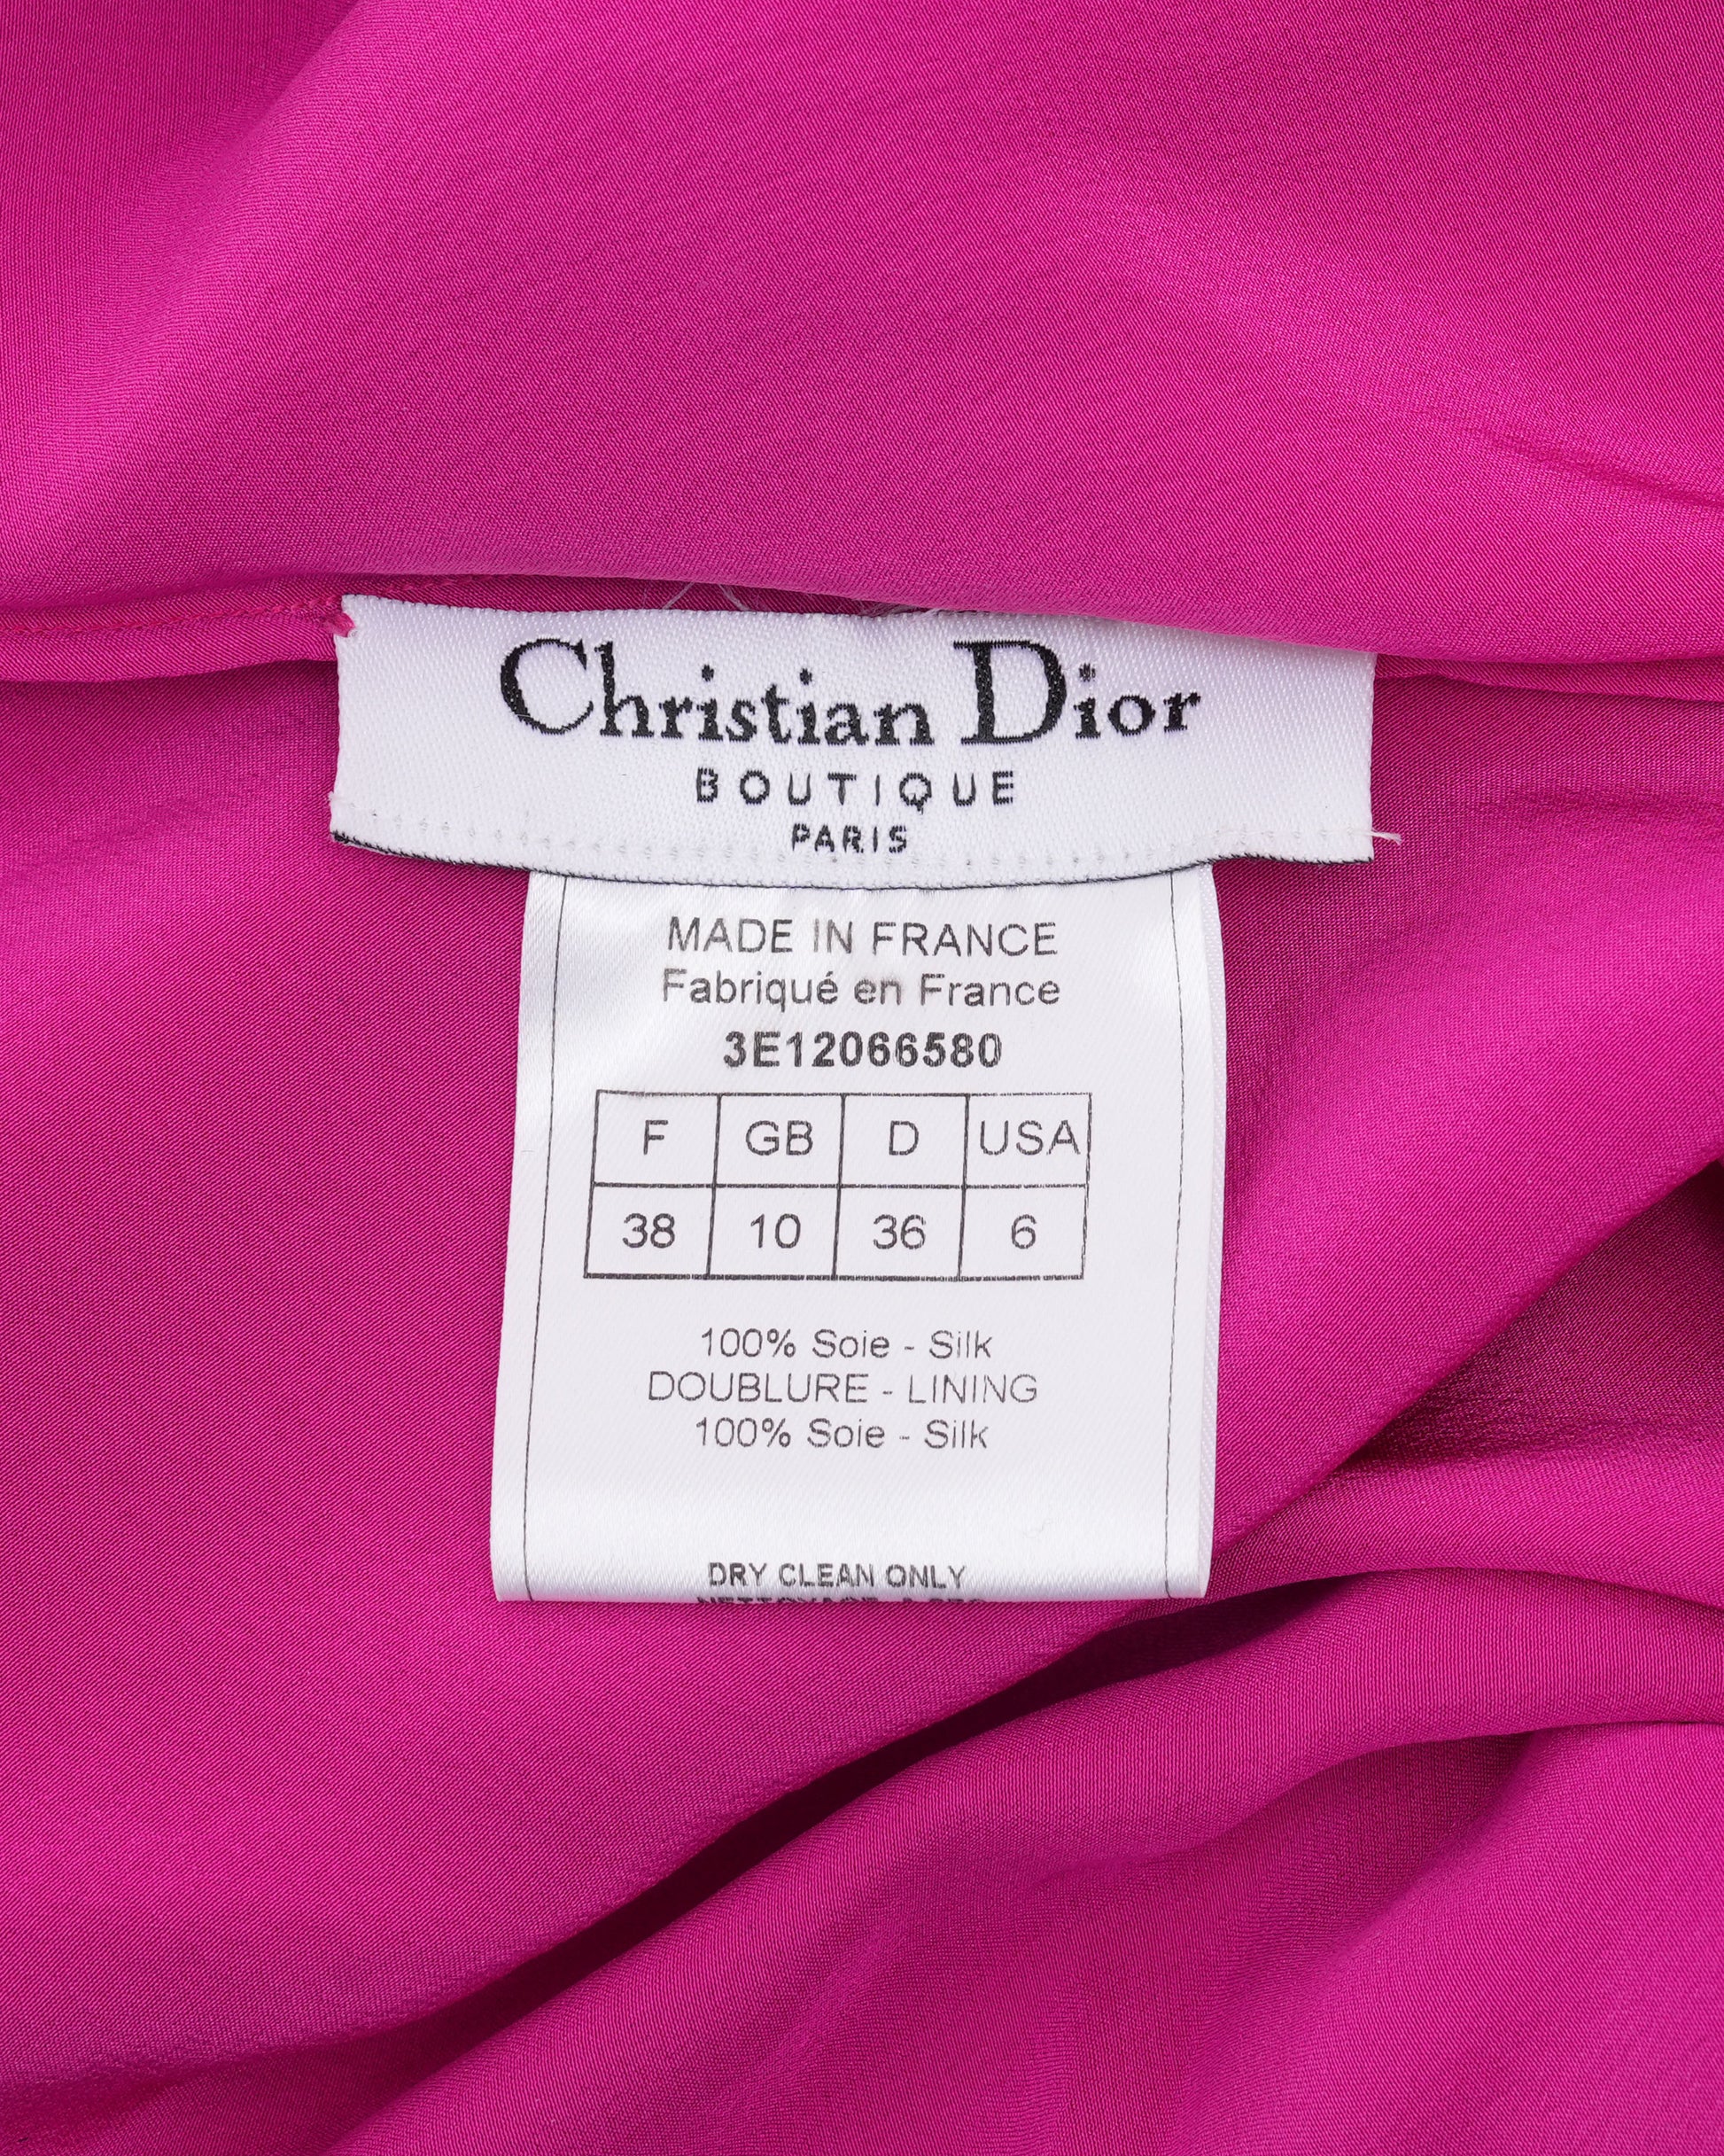 Christian Dior
BOUTIQUE
PARIS
MADE IN FRANCE
Fabriqué en France
3E12066580
F GB D USA
38 10 36 6
100% Soie - Silk
DOUBLURE - LINING
100% Soie - Silk
DRY CLEAN ONLY